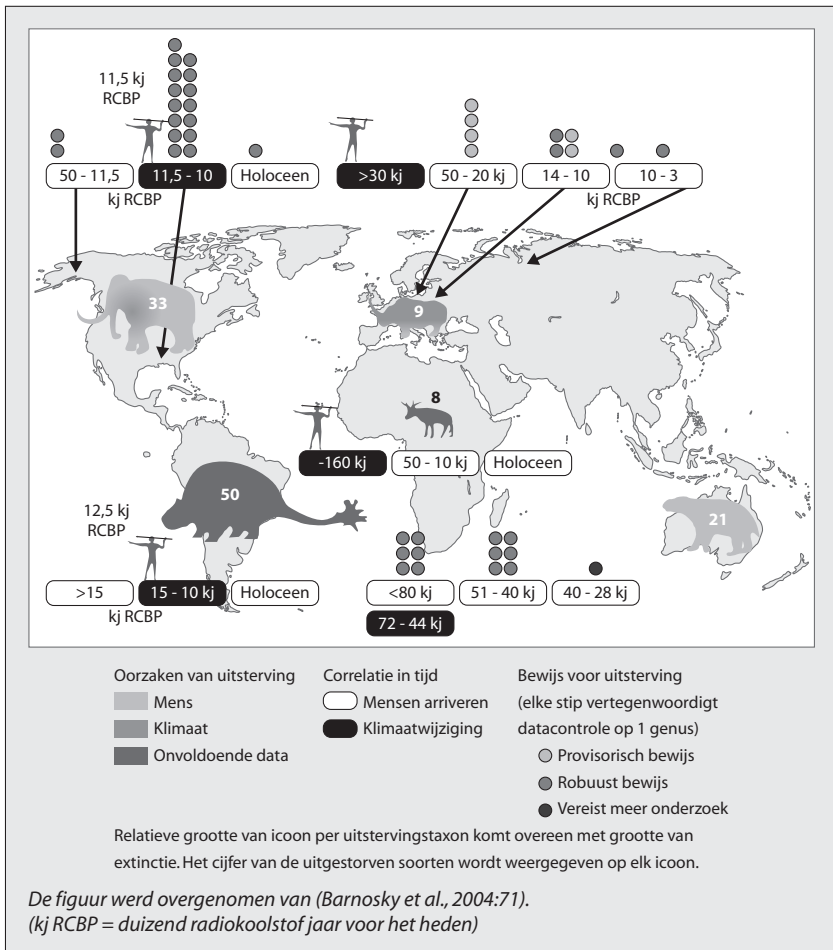 11,5 kj
RCBP
50 - 11,5
11,5 - 10
Holoceen
>30 kj
50 - 20 kj
14 - 10
10 - 3
kj RCBP
kj RCBP
33
9
8
-160 kj
50 - 10 kj
Holoceen
50
21
12,5 kj
RCBP
>15
15 - 10 kj
Holoceen
<80 kj
51 - 40 kj
40 - 28 kj
kj RCBP
72 - 44 kj
Oorzaken van uitsterving
Mens
Klimaat
Onvoldoende data
Correlatie in tijd
Mensen arriveren
Klimaatwijziging
Bewijs voor uitsterving
(elke stip vertegenwoordigt
datacontrole op 1 genus)
Provisorisch bewijs
Robuust bewijs
Vereist meer onderzoek
Relatieve grootte van icoon per uitstervingstaxon komt overeen met grootte van
extinctie. Het cijfer van de uitgestorven soorten wordt weergegeven op elk icoon.
De figuur werd overgenomen van (Barnosky et al., 2004:71).
(kj RCBP = duizend radiokoolstof jaar voor het heden)